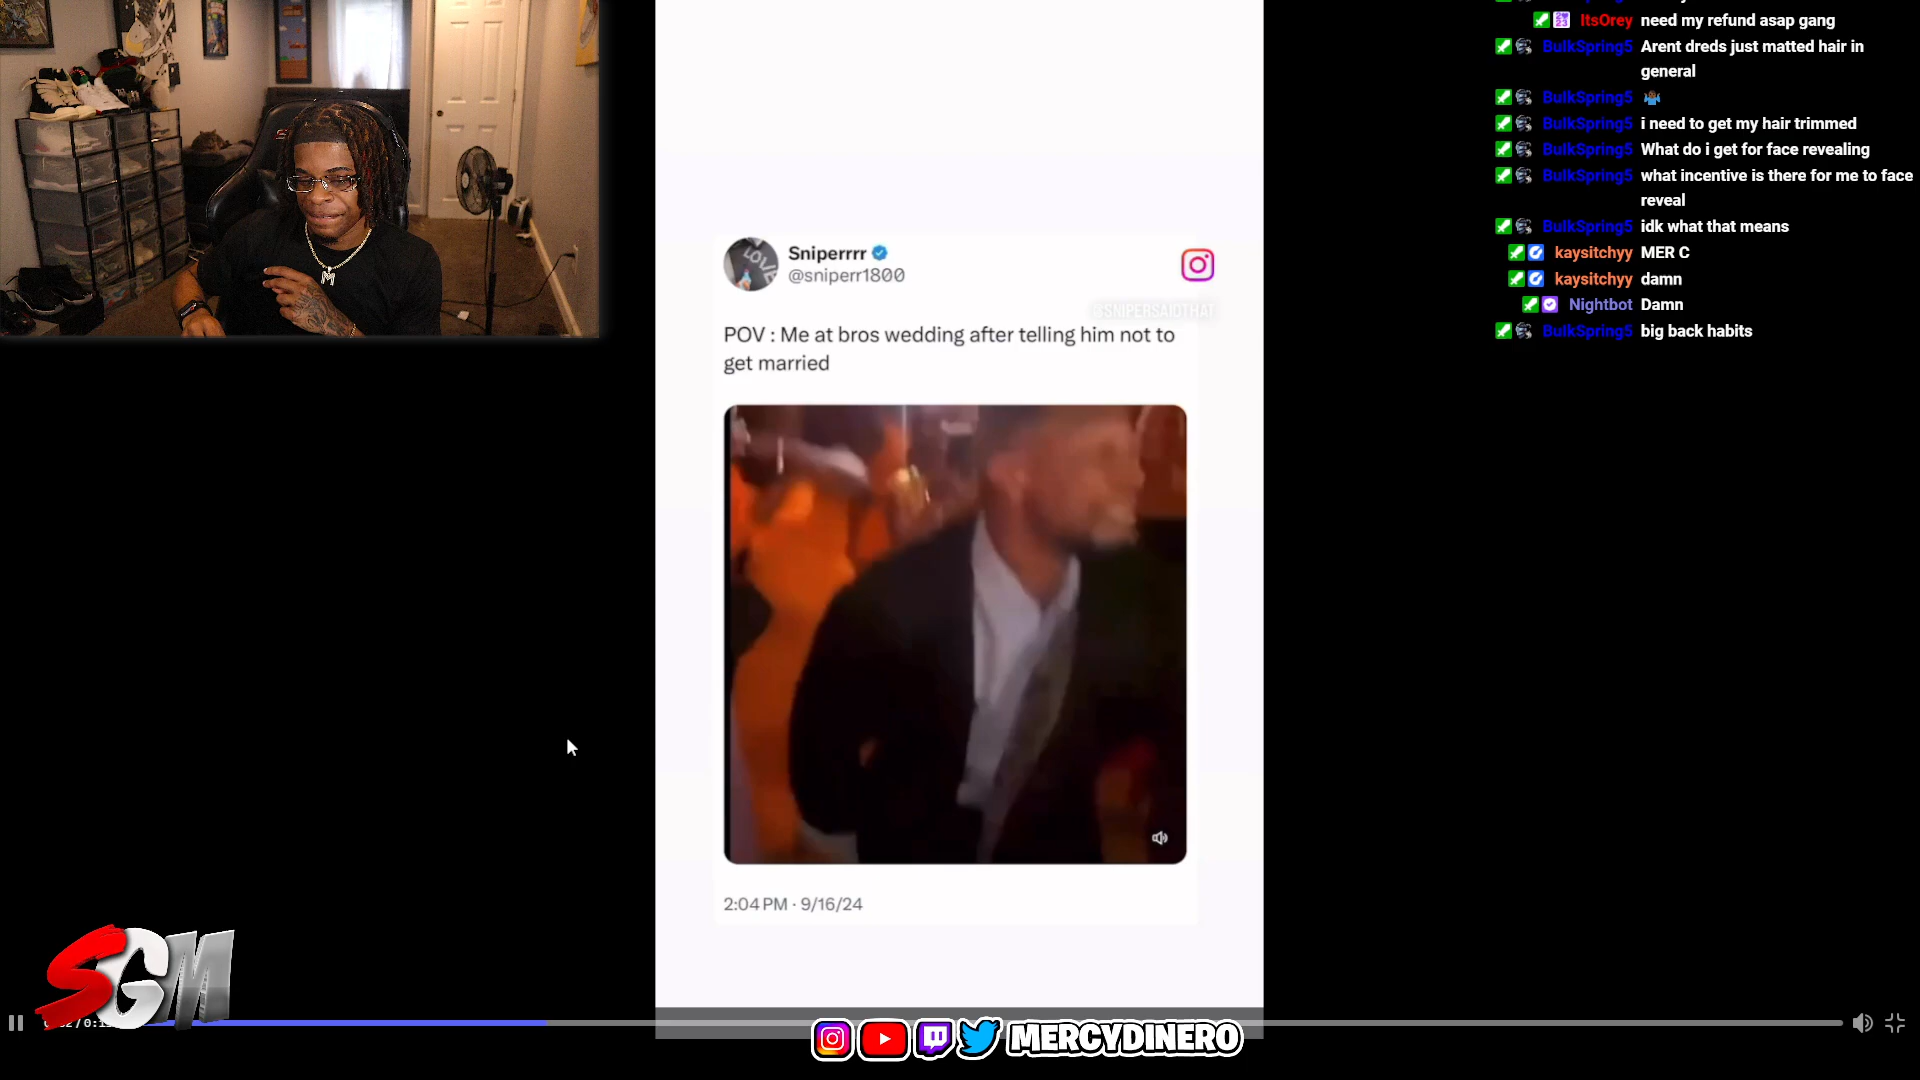 ItsOrey need my refund asap gang
BulkSpring5 Arent dreds just matted hair in
general
BulkSpring5 🤷🏾‍♂️
BulkSpring5 i need to get my hair trimmed
BulkSpring5 What do i get for face revealing
BulkSpring5 what incentive is there for me to face
reveal
BulkSpring5 idk what that means
kaysitchyy MER C
kaysitchyy damn
Nightbot Damn
BulkSpring5 big back habits
LOVE
Sniperrrr
@sniperr1800
@SNIPERSAIDTHAT
POV : Me at bros wedding after telling him not to
get married
2:04 PM · 9/16/24
M
SGM
MERCYDINERO